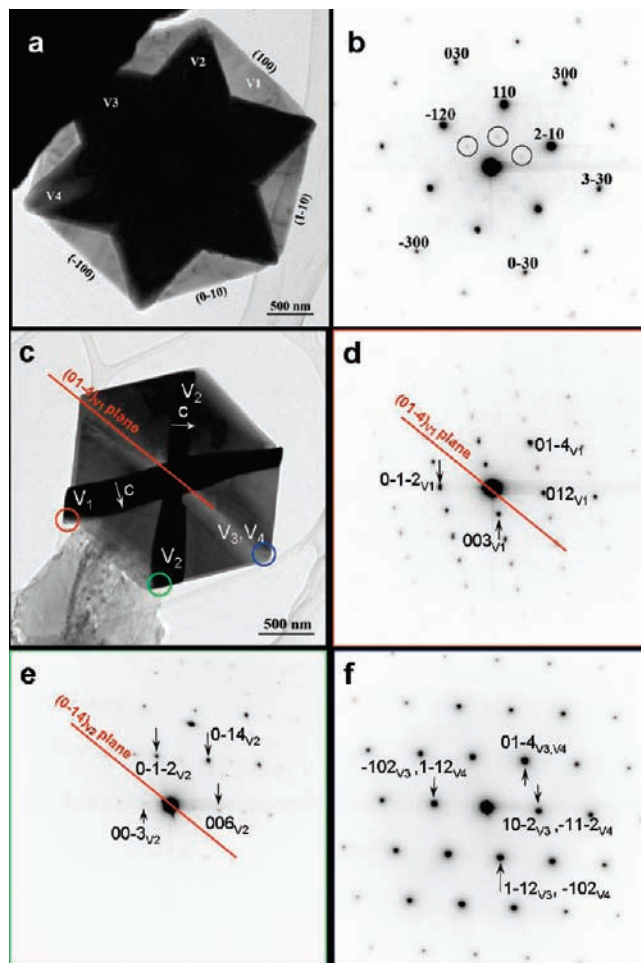 a
V2
(100)
V1
V3
V4
(1-10)
(-100)
(0-10)
500 nm
b
030
300
110
-120
2-10
3-30
-300
0-30
c
(01-4)V1 plane
V2
c
V1
c
V3,V4
V2
500 nm
d
(01-4)V1 plane
01-4V1
0-1-2V1
012V1
003V1
e
(0-14)V2 plane
0-14V2
0-1-2V2
00-3V2
006V2
f
01-4V3,V4
-102V3, 1-12V4
10-2V3, -11-2V4
1-12V3, -102V4